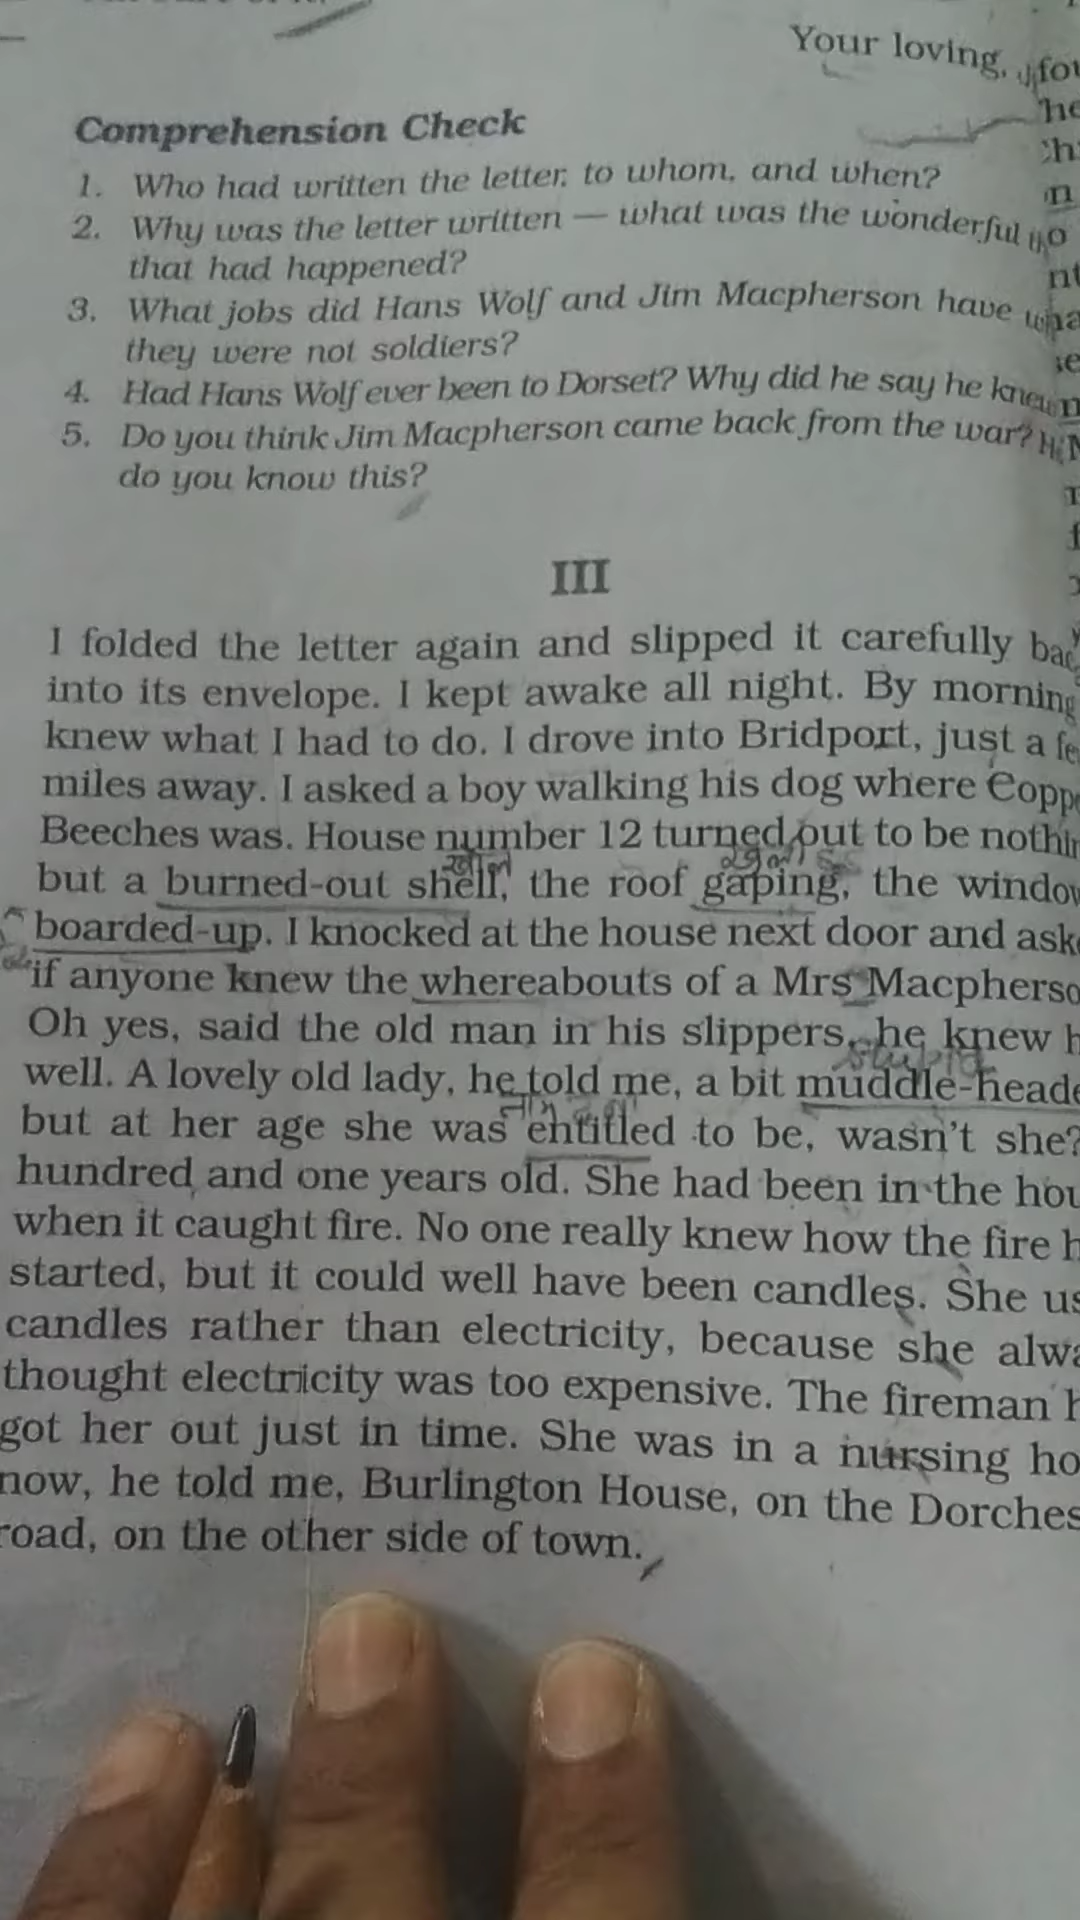 Your loving,
Comprehension Check
1. Who had written the letter, to whom, and when?
2. Why was the letter written — what was the wonderful
that had happened?
3. What jobs did Hans Wolf and Jim Macpherson have
they were not soldiers?
4. Had Hans Wolf ever been to Dorset? Why did he say he knew
5. Do you think Jim Macpherson came back from the war?
do you know this?
III
I folded the letter again and slipped it carefully
into its envelope. I kept awake all night. By morning
knew what I had to do. I drove into Bridport, just a
miles away. I asked a boy walking his dog where
Beeches was. House number 12 turned out to be
but a burned-out shell, the roof gaping, the
boarded-up. I knocked at the house next door and
if anyone knew the whereabouts of a Mrs
Oh yes, said the old man in his slippers, he knew
well. A lovely old lady, he told me, a bit
but at her age she was entitled to be, wasn't she?
hundred and one years old. She had been in the
when it caught fire. No one really knew how the fire
started, but it could well have been candles. She
candles rather than electricity, because she
thought electricity was too expensive. The fireman
got her out just in time. She was in a nursing
now, he told me, Burlington House, on the
road, on the other side of town.